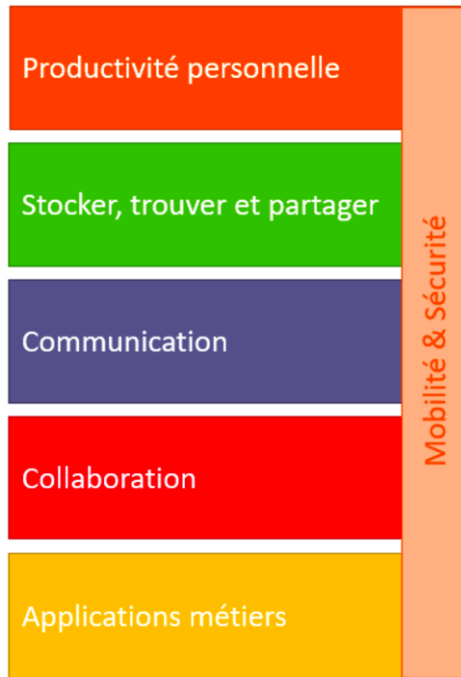 Productivité personnelle
Stocker, trouver et partager
Communication
Collaboration
Applications métiers
Mobilité & Sécurité